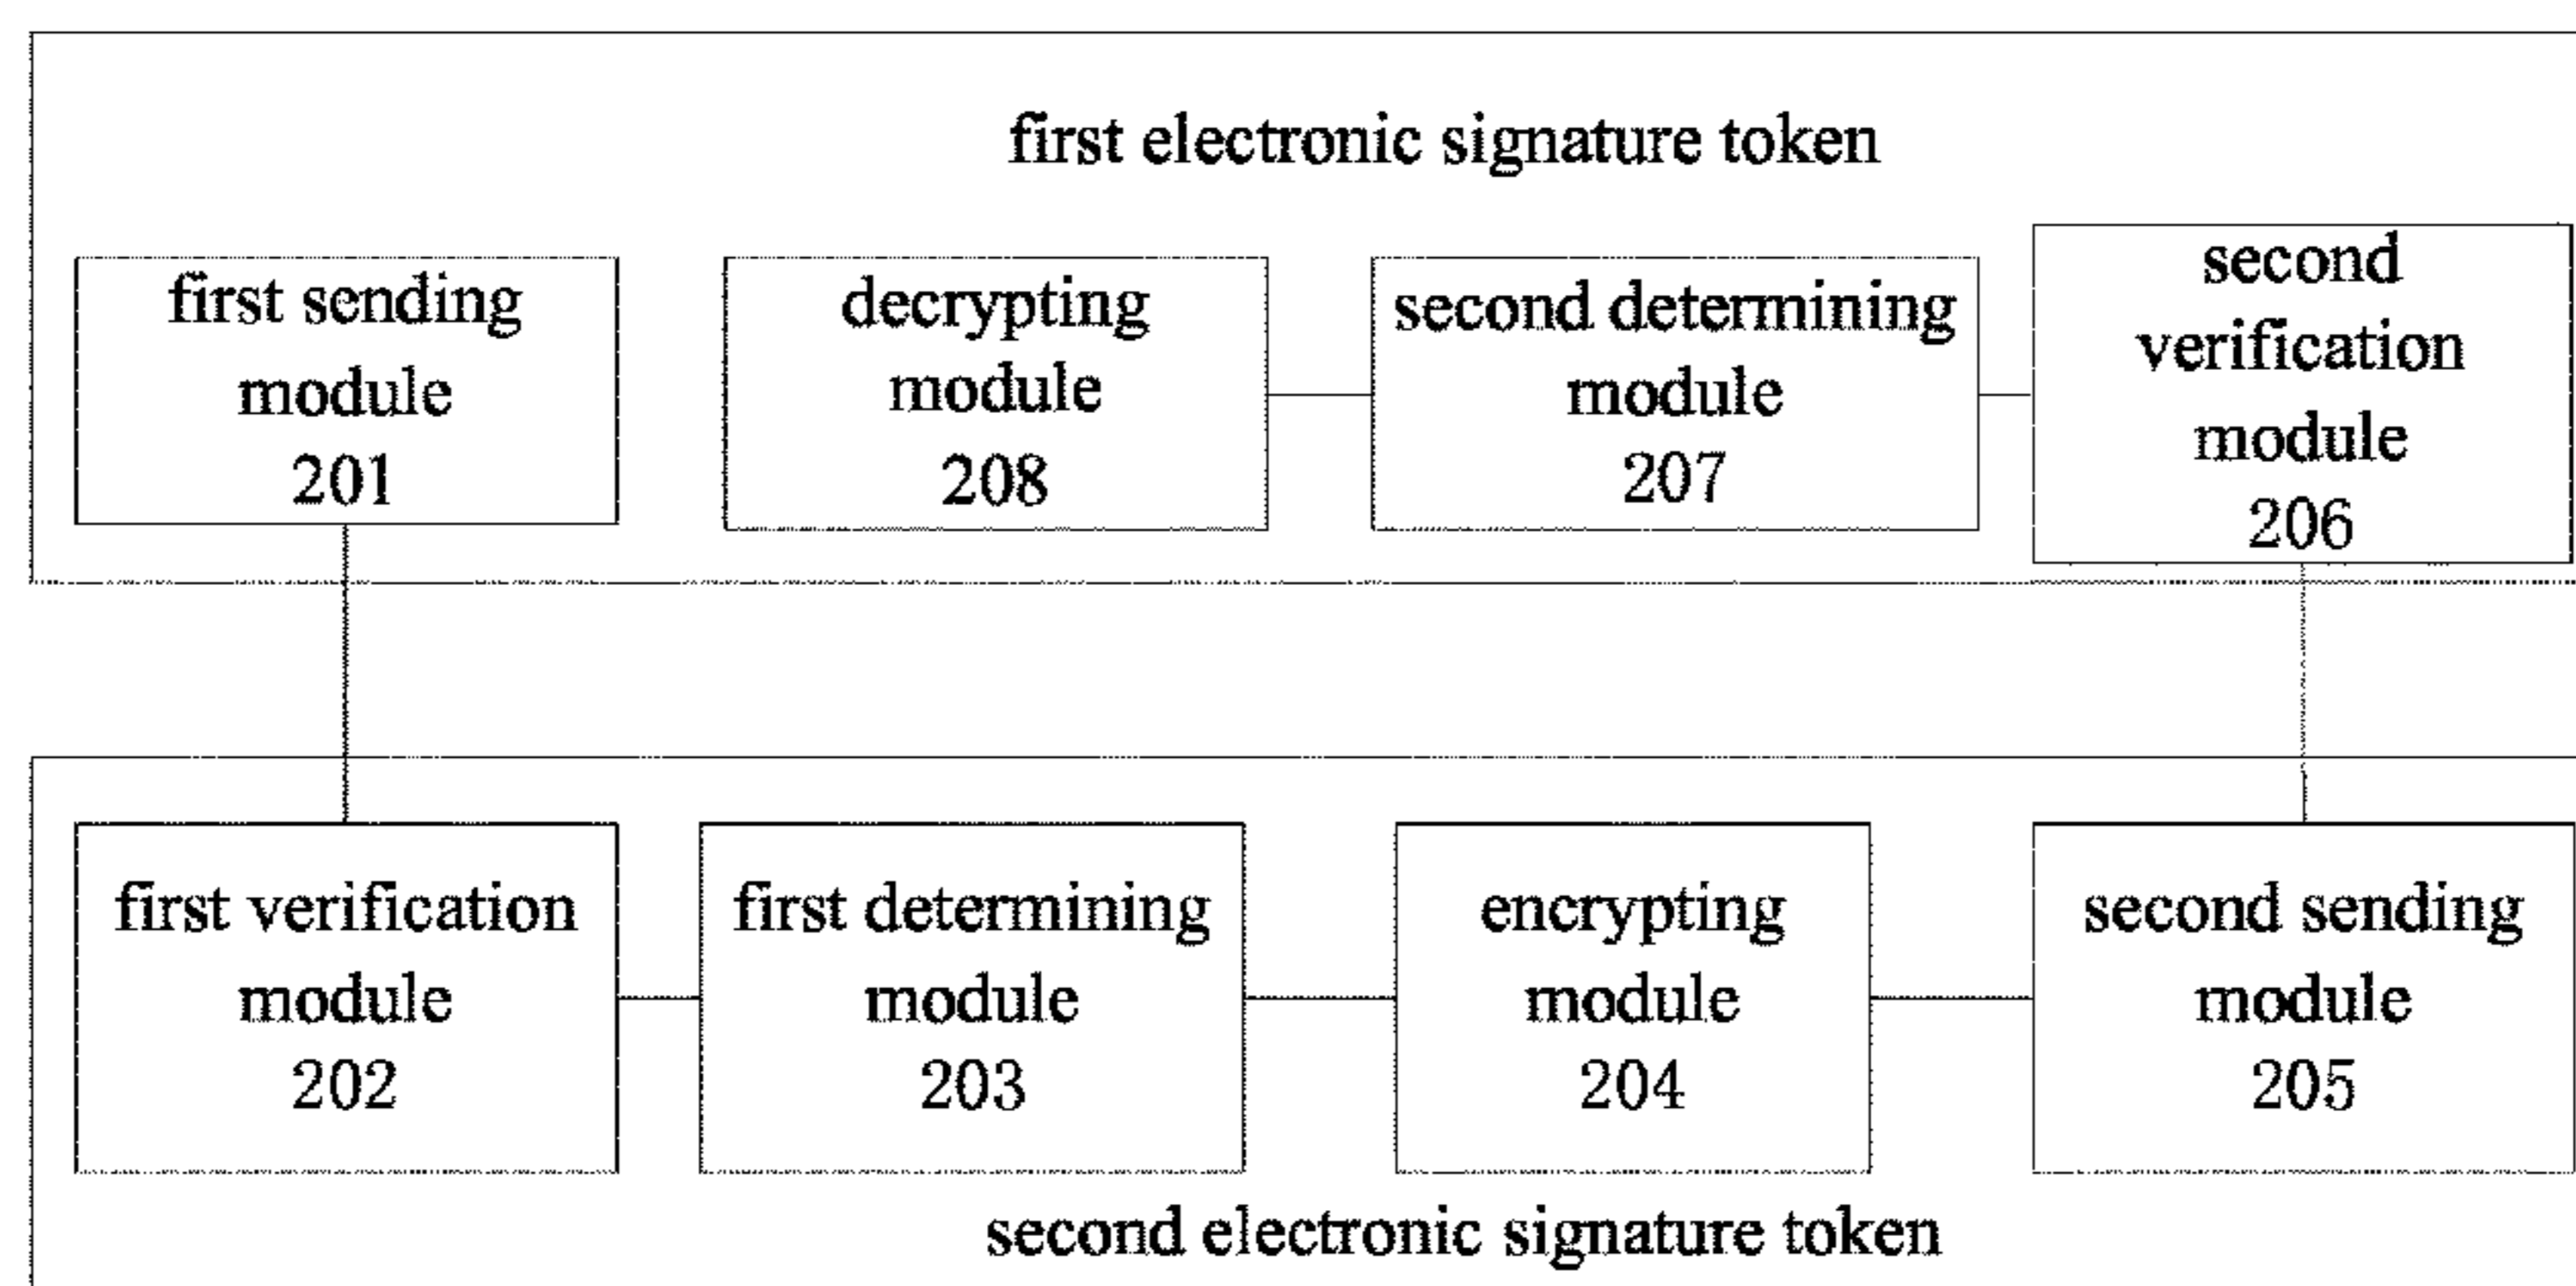 first electronic signature token
first sending
module
201
decrypting
module
208
second determining
module
207
second
verification
module
206
first verification
module
202
first determining
module
203
encrypting
module
204
second sending
module
205
second electronic signature token